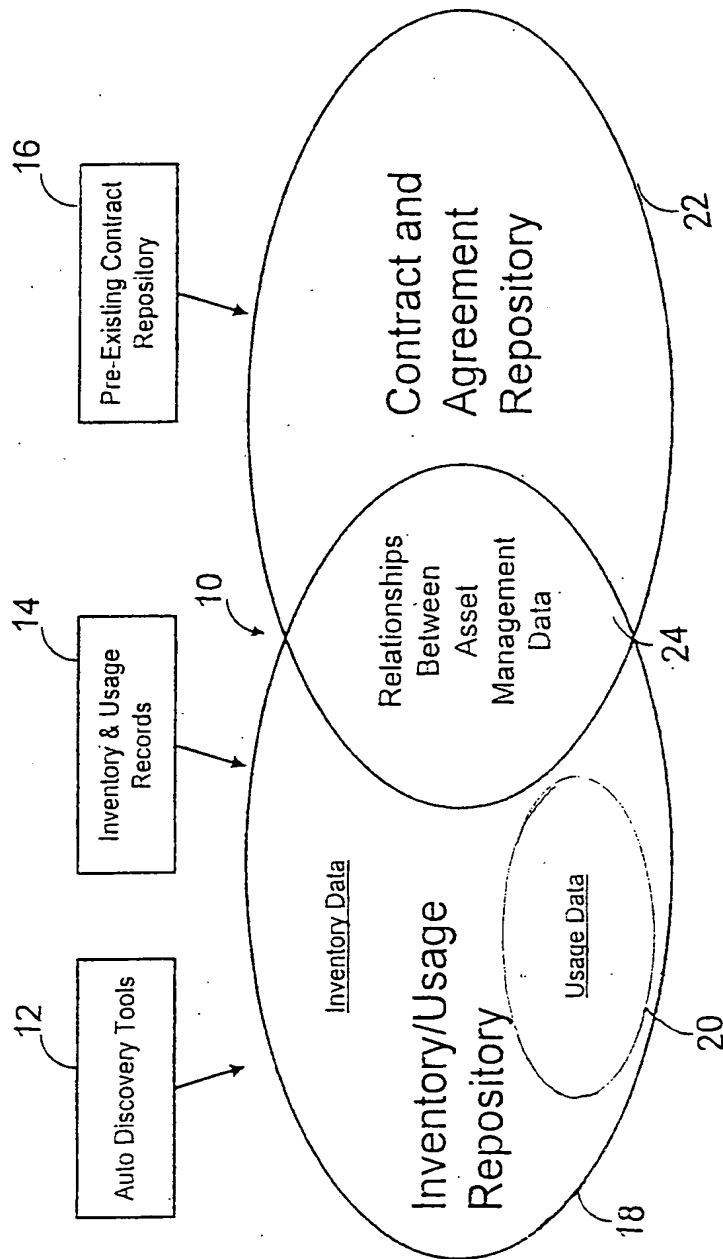 12
Auto Discovery Tools
14
Inventory & Usage
Records
16
Pre-Existing Contract
Repository
10
Inventory Data
Inventory/Usage
Repository
Usage Data
Relationships
Between
Asset
Management
Data
Contract and
Agreement
Repository
18
20
24
22